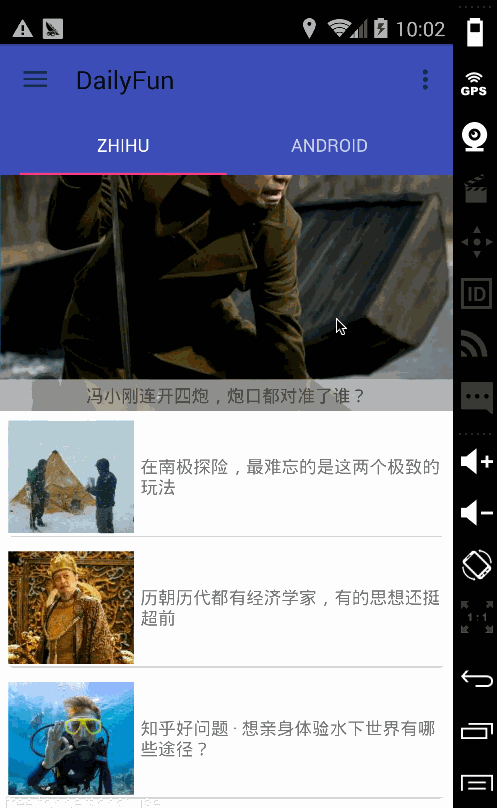 10:02
DailyFun
GPS
ZHIHU
ANDROID
ID
冯小刚连开四炮，炮口都对准了谁？
在南极探险，最难忘的是这两个极致的
玩法
历朝历代都有经济学家，有的思想还挺
超前
1:1
知乎好问题 · 想亲身体验水下世界有哪
些途径？